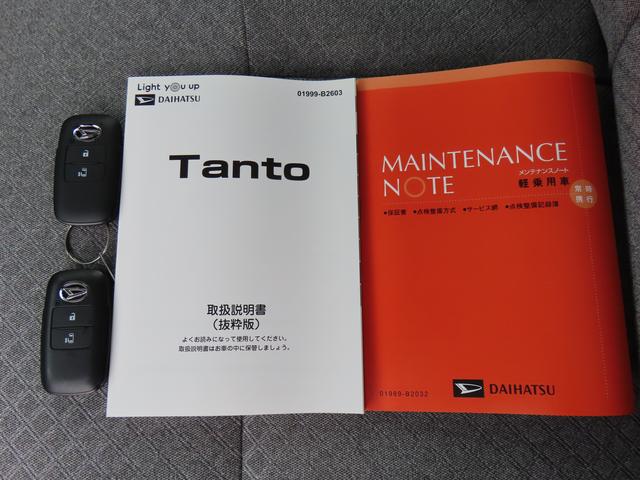 Light you up
DAIHATSU
01999-B2603
Tanto
取扱説明書
（抜粋版）
よくお読みになって使用してください。
取扱説明書はお車の中に保管しましょう。
MAINTENANCE
NOTE
メンテナンスノート
軽乗用車
常時
携行
●保証書 ●点検整備方式 ●サービス網 ●点検整備記録簿
01989-B2032
DAIHATSU